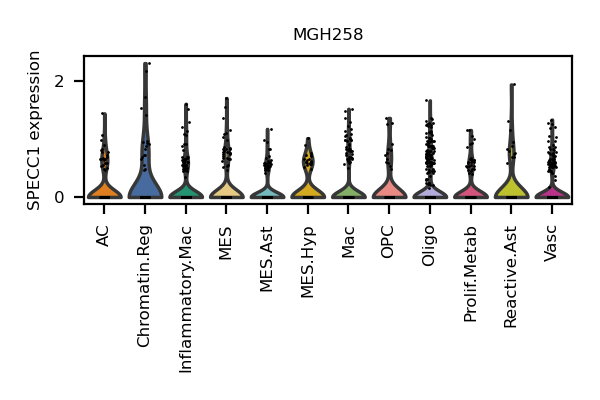 MGH258
SPECC1 expression
2
0
AC
Chromatin.Reg
Inflammatory.Mac
MES
MES.Ast
MES.Hyp
Mac
OPC
Oligo
Prolif.Metab
Reactive.Ast
Vasc